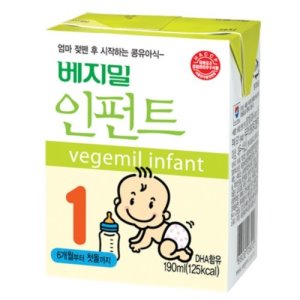 엄마 젖뗀 후 시작하는 콩유아식-
베지밀
인펀트
vegemil infant
1
6개월부터 첫돌까지
DHA함유
190ml(125kcal)
HACCP